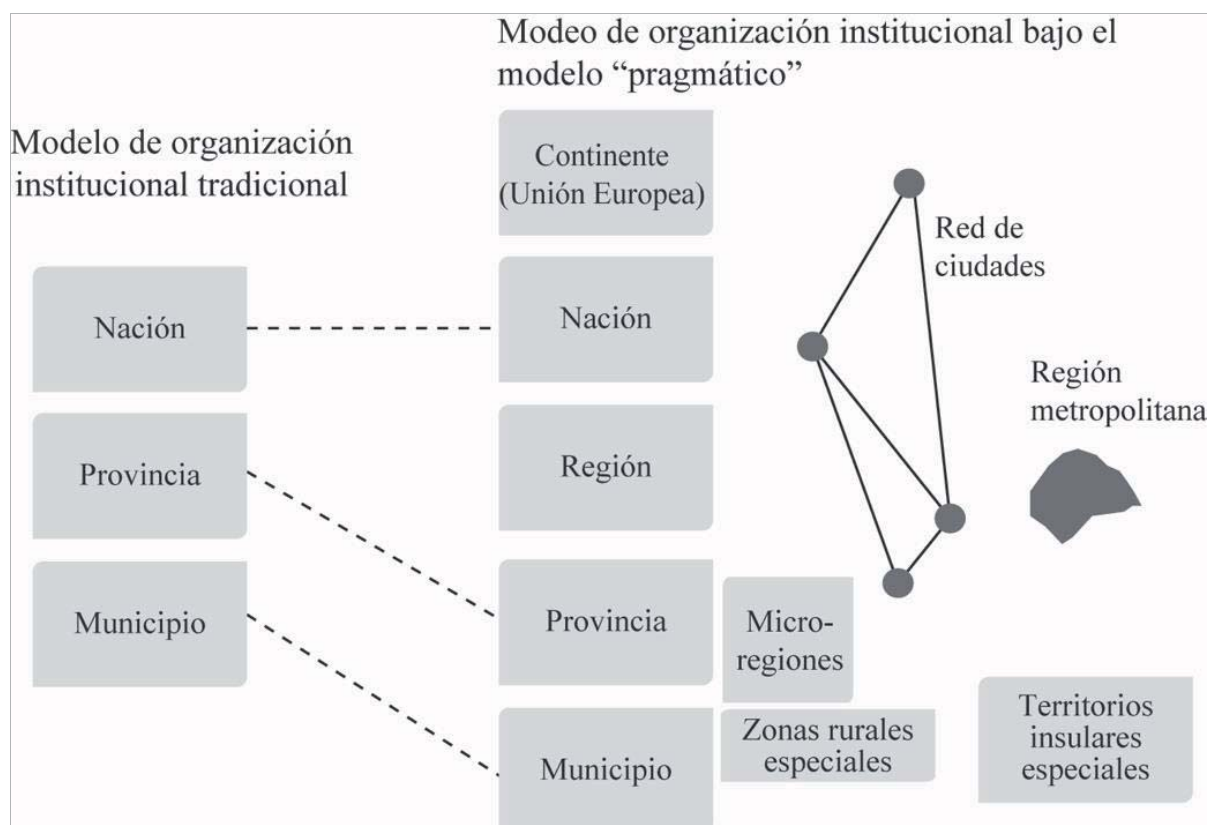 Modelo de organización
institucional tradicional
Nación
Provincia
Municipio
Modeo de organización institucional bajo el
modelo “pragmático”
Continente
(Unión Europea)
Nación
Región
Provincia
Municipio
Micro-
regiones
Zonas rurales
especiales
Red de
ciudades
Región
metropolitana
Territorios
insulares
especiales